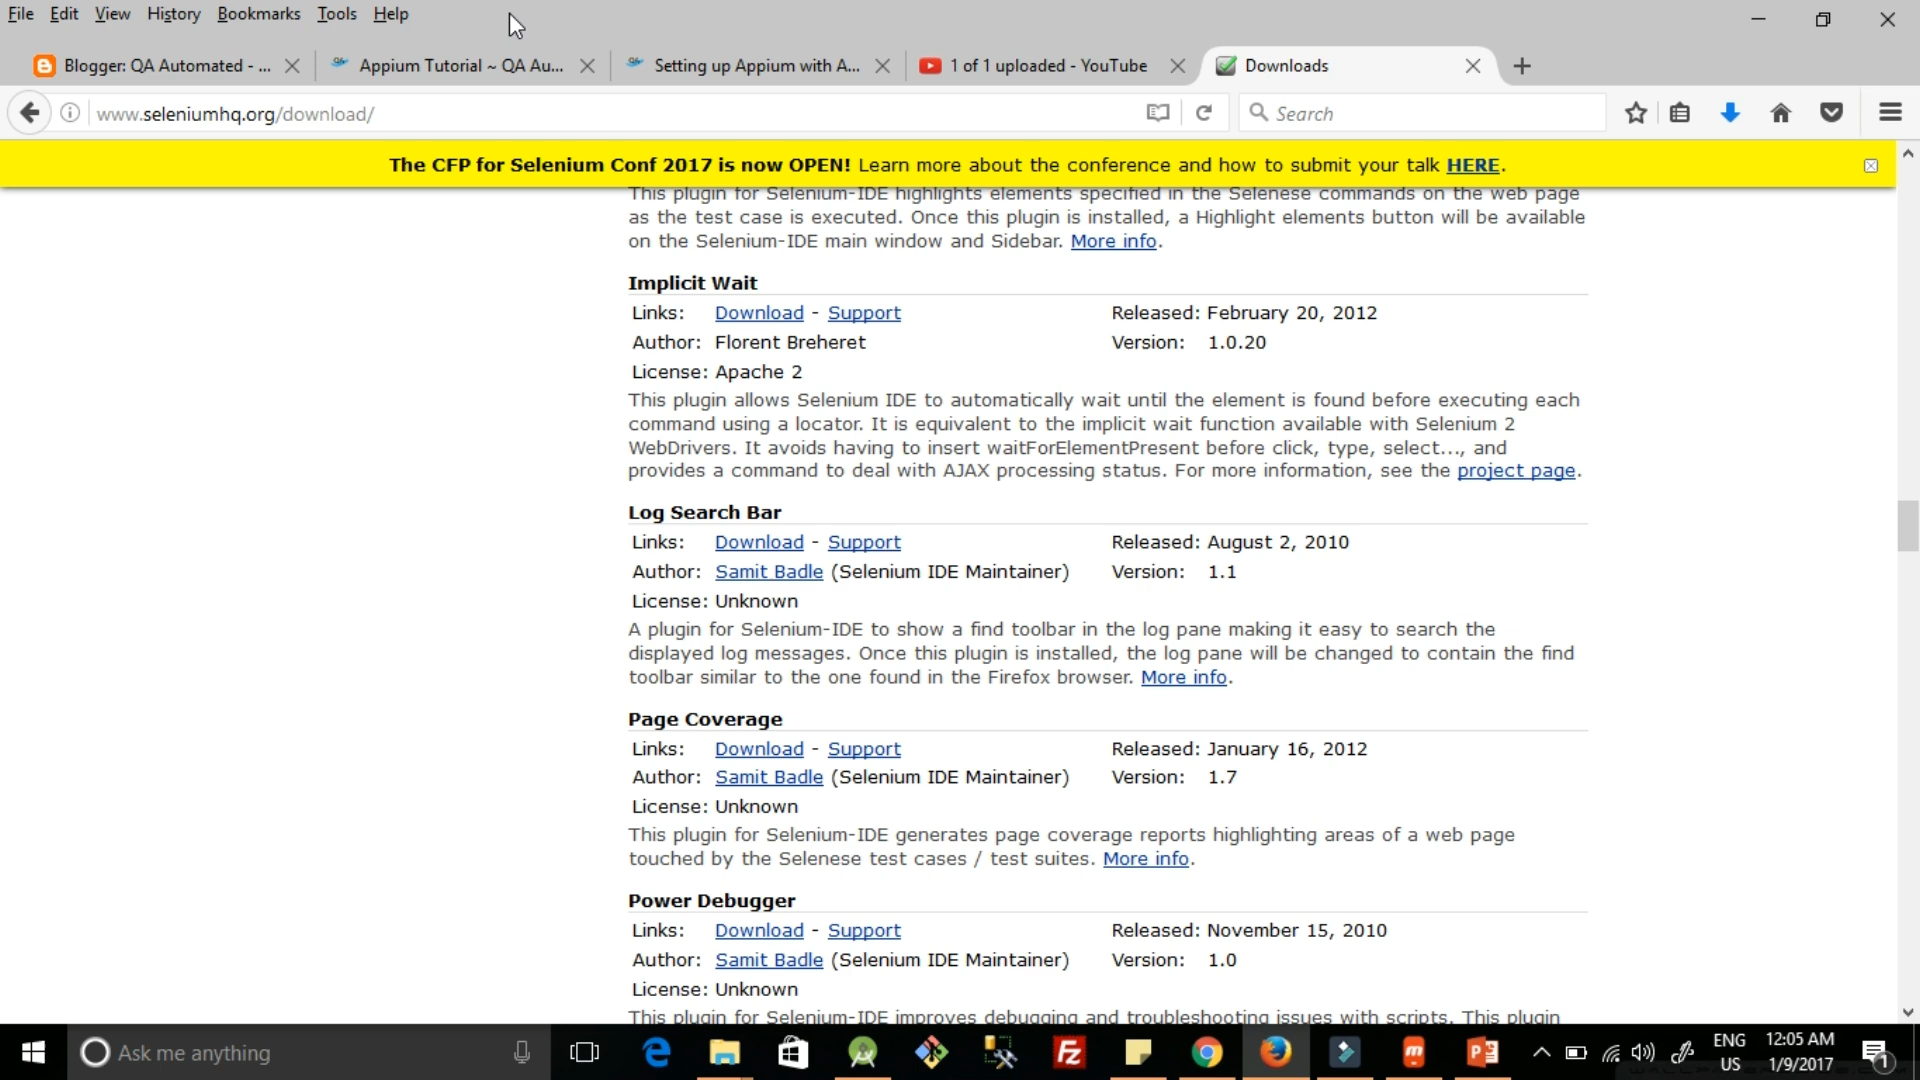 File Edit View History Bookmarks Tools Help
Blogger: QA Automated - ... Appium Tutorial ~ QA Au... Setting up Appium with A... 1 of 1 uploaded - YouTube Downloads
www.seleniumhq.org/download/ Search
The CFP for Selenium Conf 2017 is now OPEN! Learn more about the conference and how to submit your talk HERE.
This plugin for Selenium-IDE highlights elements specified in the Selenese commands on the web page
as the test case is executed. Once this plugin is installed, a Highlight elements button will be available
on the Selenium-IDE main window and Sidebar. More info.
Implicit Wait
Links: Download - Support Released: February 20, 2012
Author: Florent Breheret Version: 1.0.20
License: Apache 2
This plugin allows Selenium IDE to automatically wait until the element is found before executing each
command using a locator. It is equivalent to the implicit wait function available with Selenium 2
WebDrivers. It avoids having to insert waitForElementPresent before click, type, select..., and
provides a command to deal with AJAX processing status. For more information, see the project page.
Log Search Bar
Links: Download - Support Released: August 2, 2010
Author: Samit Badle (Selenium IDE Maintainer) Version: 1.1
License: Unknown
A plugin for Selenium-IDE to show a find toolbar in the log pane making it easy to search the
displayed log messages. Once this plugin is installed, the log pane will be changed to contain the find
toolbar similar to the one found in the Firefox browser. More info.
Page Coverage
Links: Download - Support Released: January 16, 2012
Author: Samit Badle (Selenium IDE Maintainer) Version: 1.7
License: Unknown
This plugin for Selenium-IDE generates page coverage reports highlighting areas of a web page
touched by the Selenese test cases / test suites. More info.
Power Debugger
Links: Download - Support Released: November 15, 2010
Author: Samit Badle (Selenium IDE Maintainer) Version: 1.0
License: Unknown
This plugin for Selenium-IDE improves debugging and troubleshooting issues with scripts. This plugin
Ask me anything ENG 12:05 AM
US 1/9/2017 1